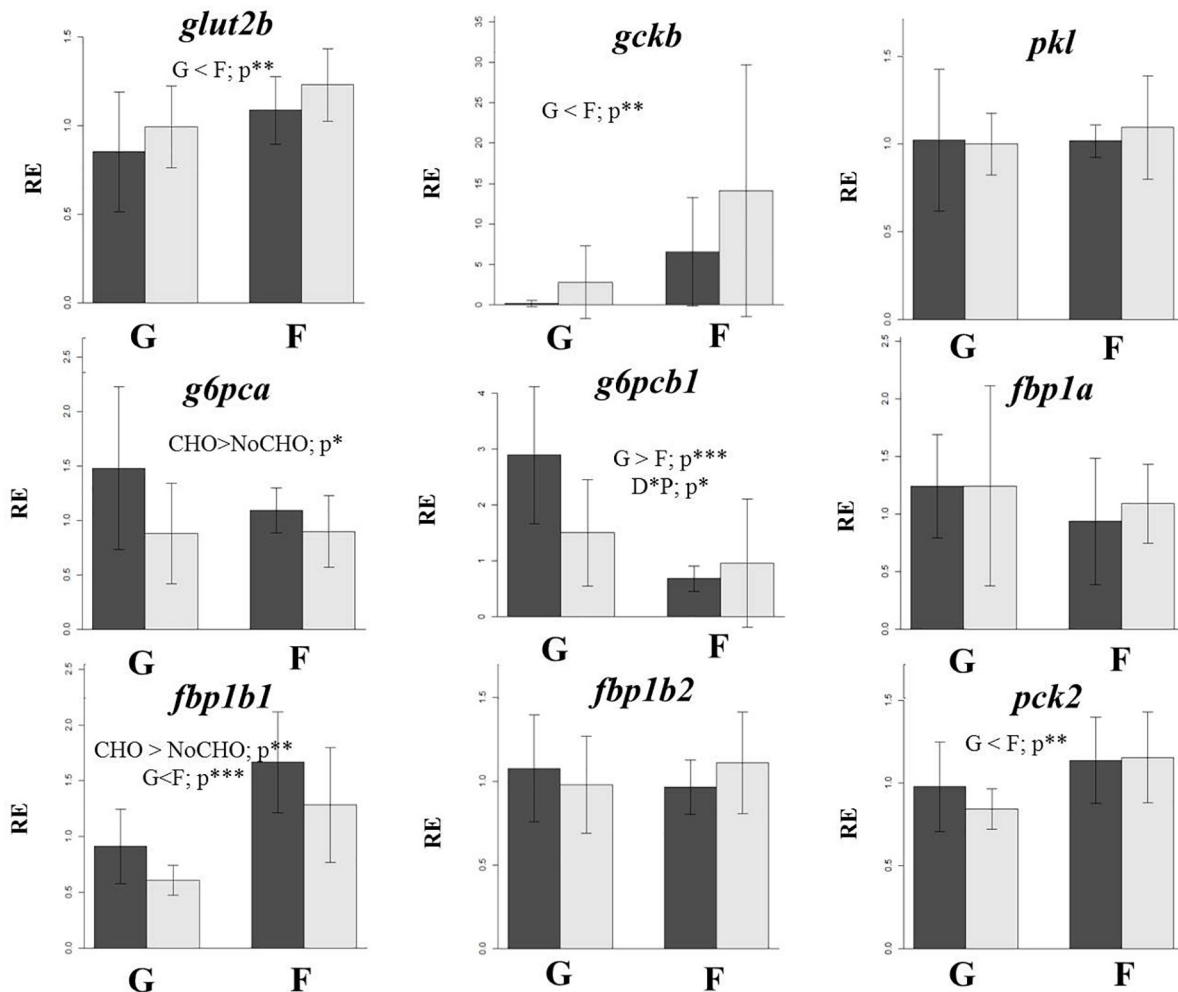 glut2b
G < F; p**
RE
1.5
1.0
0.5
0.0
G F
gckb
G < F; p**
RE
35
30
25
20
15
10
5
0
G F
pkl
RE
1.5
1.0
0.5
0.0
G F
g6pca
CHO>NoCHO; p*
RE
2.5
2.0
1.5
1.0
0.5
0.0
G F
g6pcb1
G > F; p***
D*P; p*
RE
4
3
2
1
0
G F
fbp1a
RE
2.5
2.0
1.5
1.0
0.5
0.0
G F
fbp1b1
CHO > NoCHO; p**
G<F; p***
RE
2.5
2.0
1.5
1.0
0.5
0.0
G F
fbp1b2
RE
1.5
1.0
0.5
0.0
G F
pck2
G < F; p**
RE
1.5
1.0
0.5
0.0
G F